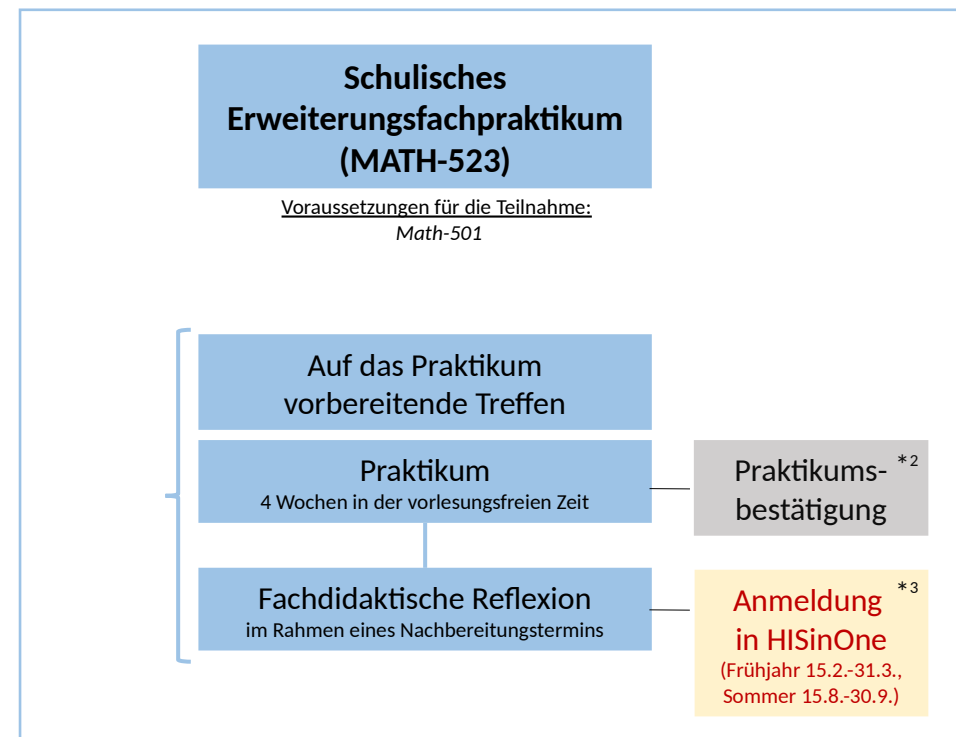 Schulisches
Erweiterungsfachpraktikum
(MATH-523)
Voraussetzungen für die Teilnahme:
Math-501
Auf das Praktikum
vorbereitende Treffen
Praktikum
4 Wochen in der vorlesungsfreien Zeit
Praktikums- *2
bestätigung
Fachdidaktische Reflexion
im Rahmen eines Nachbereitungstermins
Anmeldung *3
in HISinOne
(Frühjahr 15.2.-31.3.,
Sommer 15.8.-30.9.)